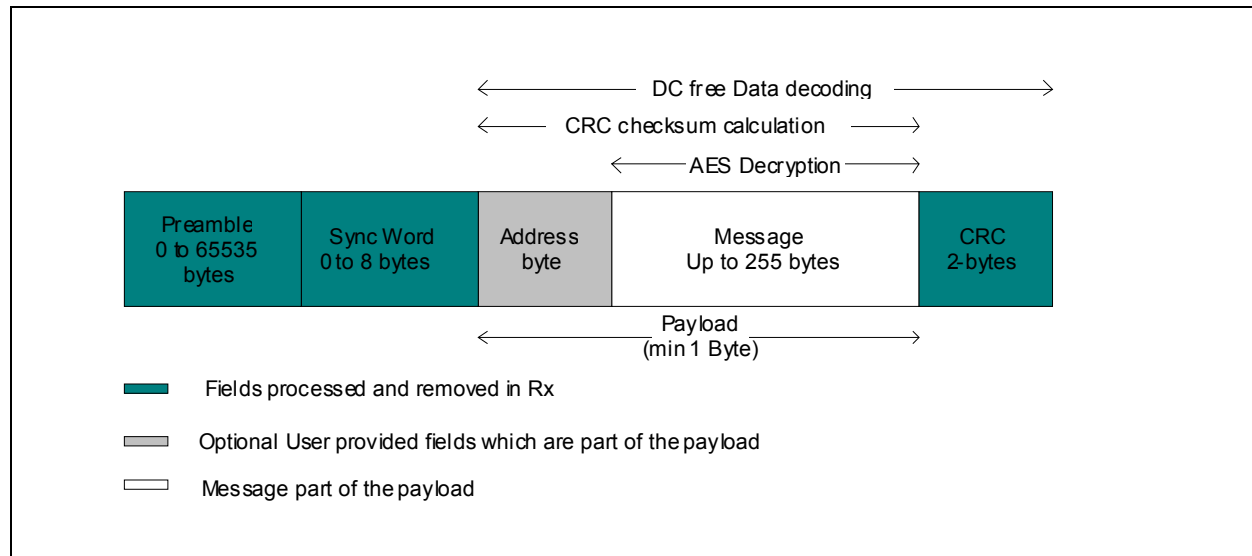 DC free Data decoding
CRC checksum calculation
AES Decryption
Preamble
0 to 65535
bytes
Sync Word
0 to 8 bytes
Address
byte
Message
Up to 255 bytes
CRC
2-bytes
Payload
(min 1 Byte)
Fields processed and removed in Rx
Optional User provided fields which are part of the payload
Message part of the payload